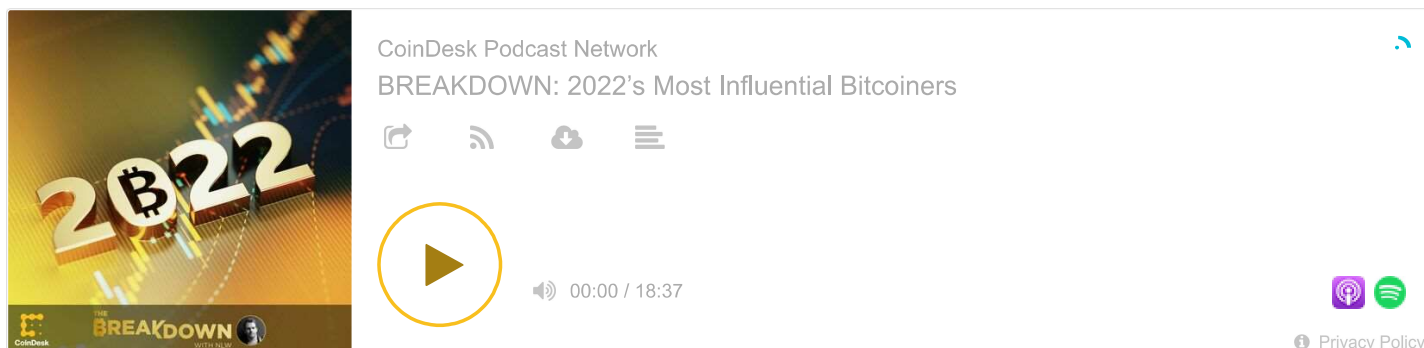 CoinDesk Podcast Network
BREAKDOWN: 2022’s Most Influential Bitcoiners
2022
00:00 / 18:37
CoinDesk
THE
BREAKDOWN
WITH NLW
Privacy Policy